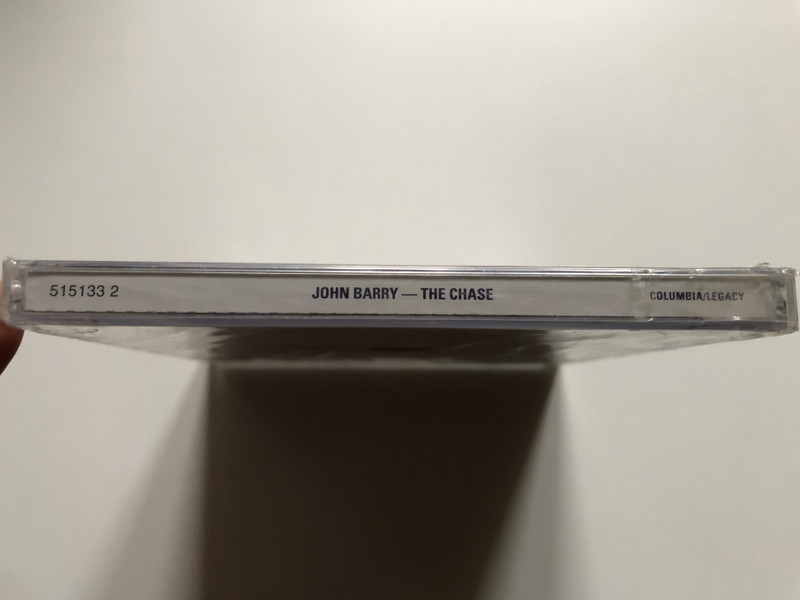 515133 2 JOHN BARRY — THE CHASE COLUMBIA/LEGACY